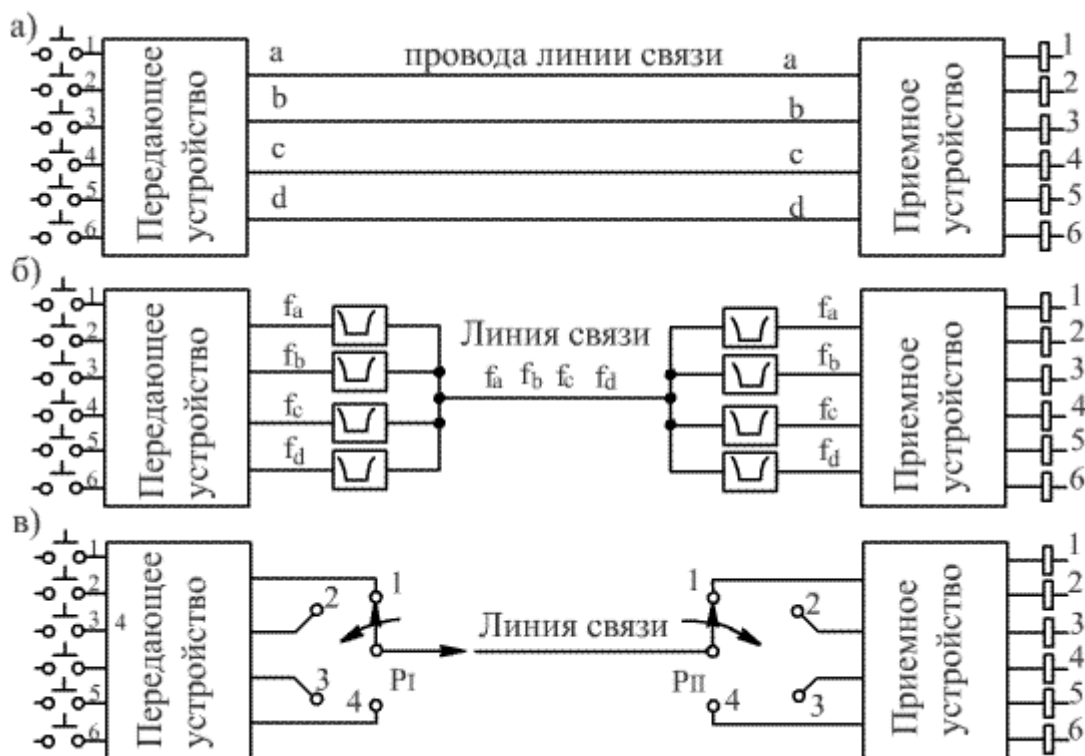 а)
1
2
3
4
5
6
Передающее
устройство
a
провода линии связи
a
b
b
c
c
d
d
Приемное
устройство
1
2
3
4
5
6
б)
1
2
3
4
5
6
Передающее
устройство
fa
fb
fc
fd
Линия связи
fa fb fc fd
fa
fb
fc
fd
Приемное
устройство
1
2
3
4
5
6
в)
1
2
3
4
5
6
4
Передающее
устройство
1
2
3
4
PI
Линия связи
PII
1
2
3
4
Приемное
устройство
1
2
3
4
5
6